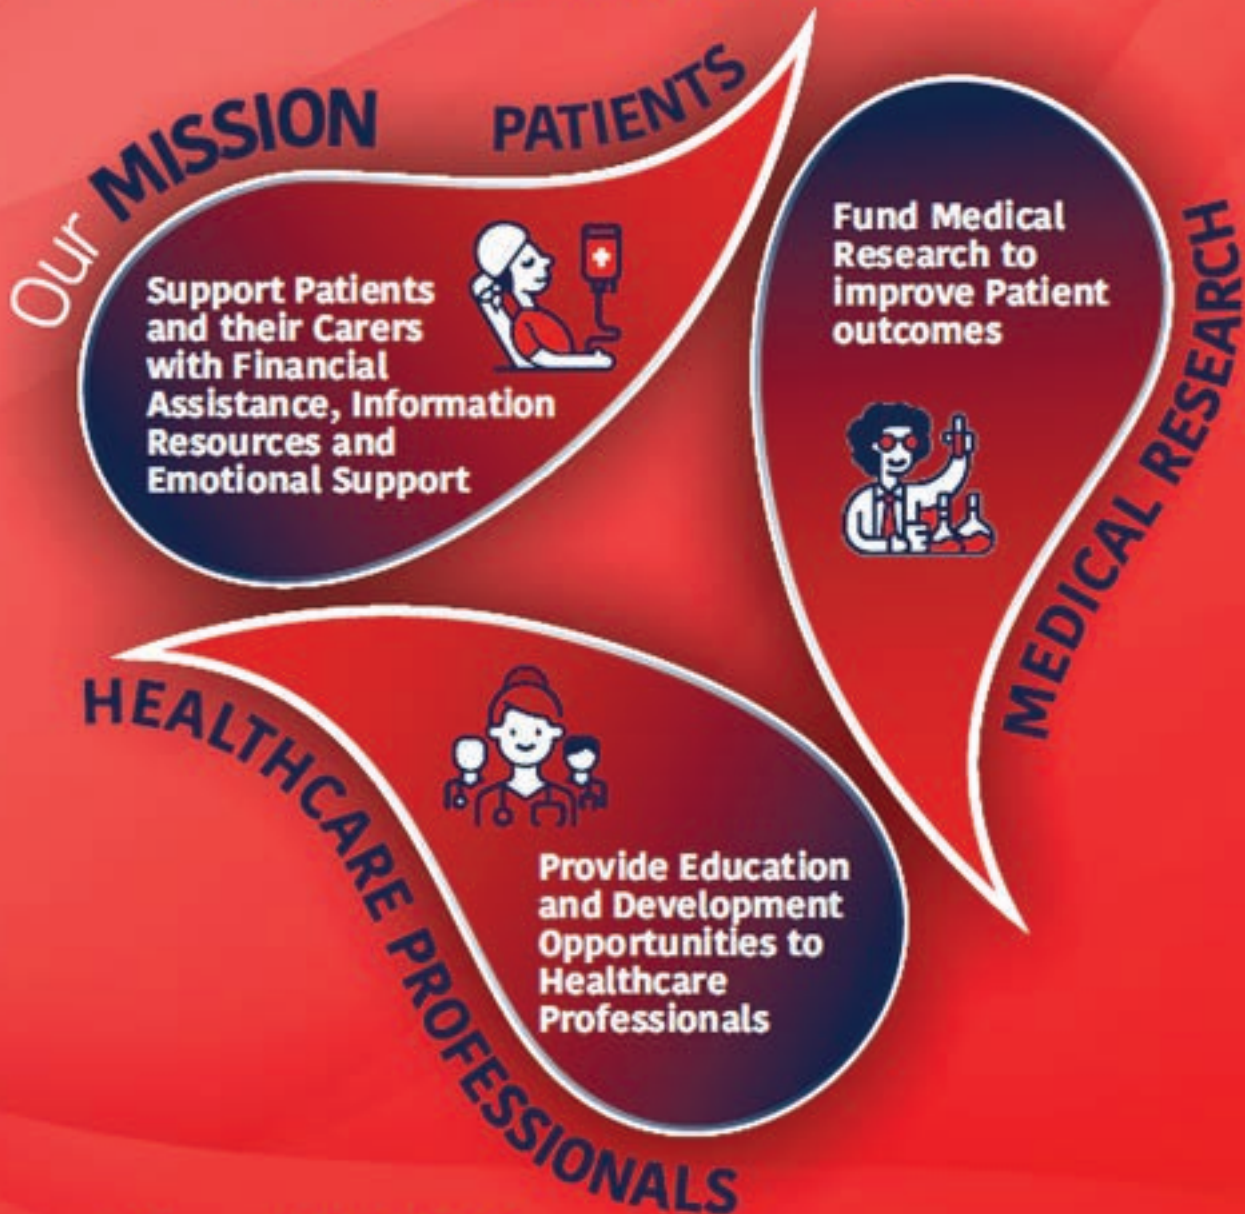 Our MISSION
PATIENTS
Support Patients
and their Carers
with Financial
Assistance, Information
Resources and
Emotional Support
Fund Medical
Research to
improve Patient
outcomes
MEDICAL RESEARCH
HEALTHCARE PROFESSIONALS
Provide Education
and Development
Opportunities to
Healthcare
Professionals